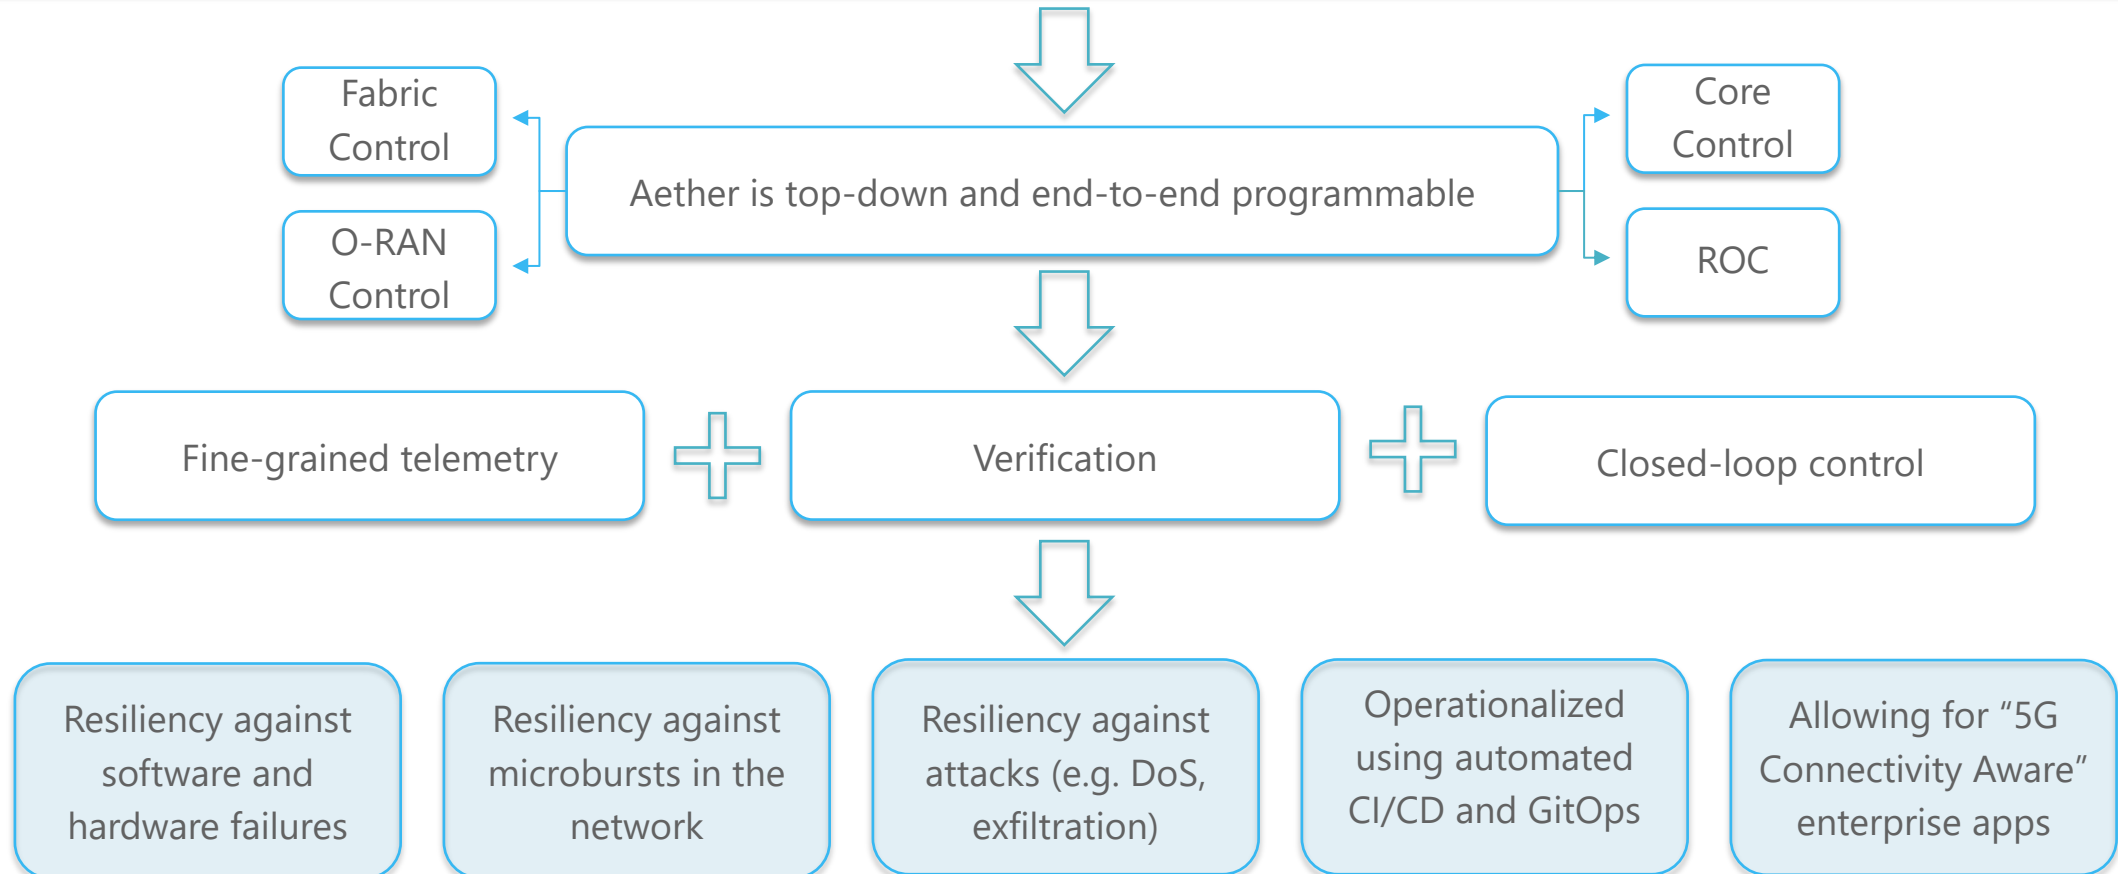 Fabric
Control
Core
Control
Aether is top-down and end-to-end programmable
O-RAN
Control
ROC
Fine-grained telemetry
Verification
Closed-loop control
Resiliency against
software and
hardware failures
Resiliency against
microbursts in the
network
Resiliency against
attacks (e.g. DoS,
exfiltration)
Operationalized
using automated
CI/CD and GitOps
Allowing for “5G
Connectivity Aware”
enterprise apps